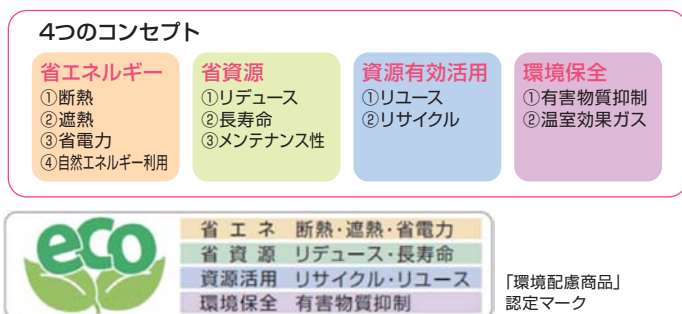 4つのコンセプト
省エネルギー
①断熱
②遮熱
③省電力
④自然エネルギー利用
省資源
①リデュース
②長寿命
③メンテナンス性
資源有効活用
①リユース
②リサイクル
環境保全
①有害物質抑制
②温室効果ガス
eco
省エネ 断熱・遮熱・省電力
省資源 リデュース・長寿命
資源活用 リサイクル・リユース
環境保全 有害物質抑制
「環境配慮商品」
認定マーク